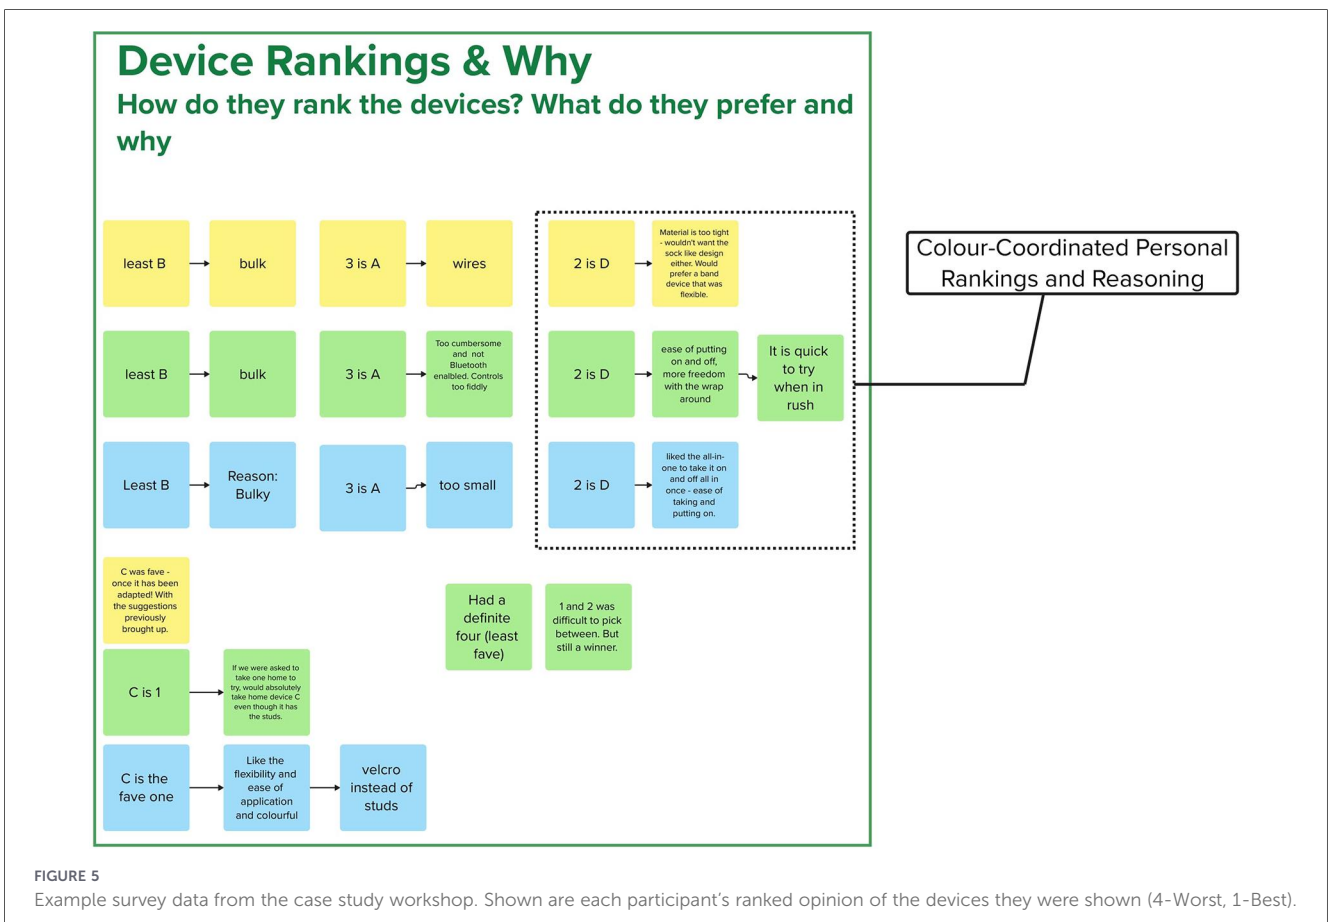 Device Rankings & Why
How do they rank the devices? What do they prefer and
why
least B
bulk
3 is A
wires
2 is D
Material is too tight
- wouldn't want the
sock like design
either. Would
prefer a band
device that was
flexible.
Colour-Coordinated Personal
Rankings and Reasoning
least B
bulk
3 is A
Too cumbersome
and not
Bluetooth
enalbled. Controls
too fiddly
2 is D
ease of putting
on and off,
more freedom
with the wrap
around
It is quick
to try
when in
rush
Least B
Reason:
Bulky
3 is A
too small
2 is D
liked the all-in-
one to take it on
and off all in
once - ease of
taking and
putting on.
C was fave -
once it has been
adapted! With
the suggestions
previously
brought up.
Had a
definite
four (least
fave)
1 and 2 was
difficult to pick
between. But
still a winner.
C is 1
If we were asked to
take one home to
try, would absolutely
take home device C
even though it has
the studs.
C is the
fave one
Like the
flexibility and
ease of
application
and colourful
velcro
instead of
studs
FIGURE 5
Example survey data from the case study workshop. Shown are each participant's ranked opinion of the devices they were shown (4-Worst, 1-Best).